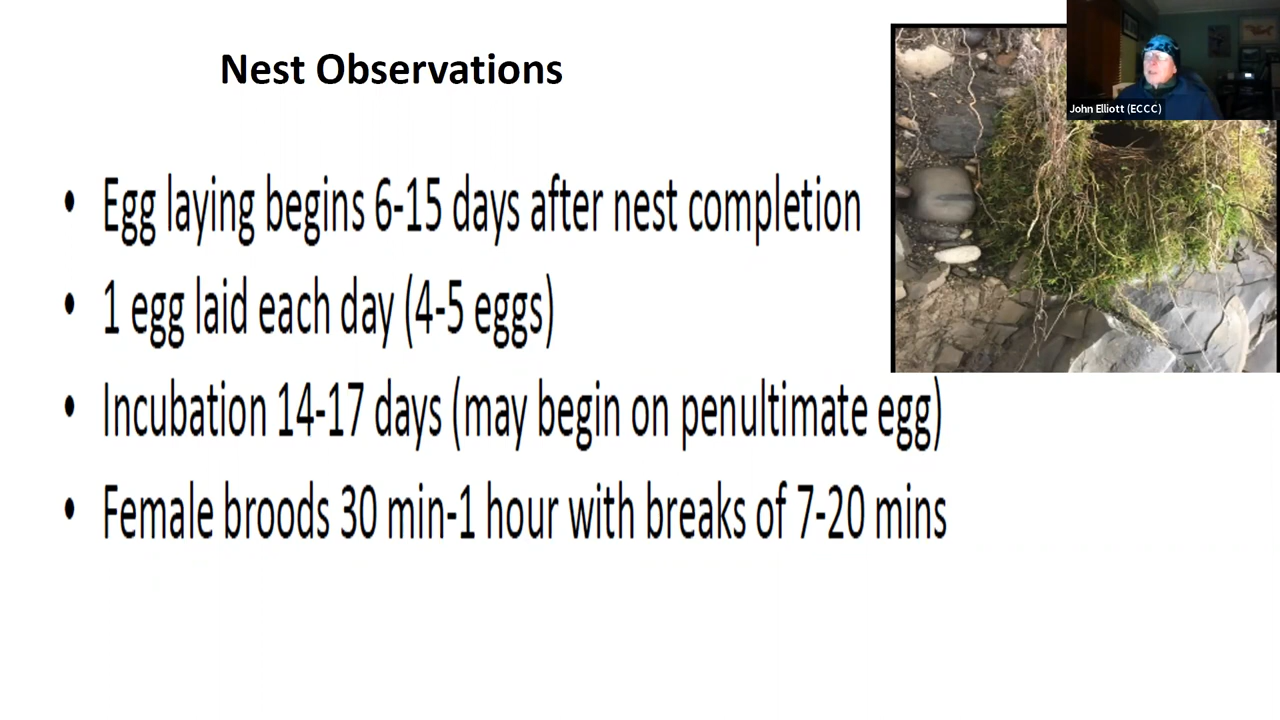 Nest Observations
John Elliott (ECCC)
• Egg laying begins 6-15 days after nest completion
• 1 egg laid each day (4-5 eggs)
• Incubation 14-17 days (may begin on penultimate egg)
• Female broods 30 min-1 hour with breaks of 7-20 mins